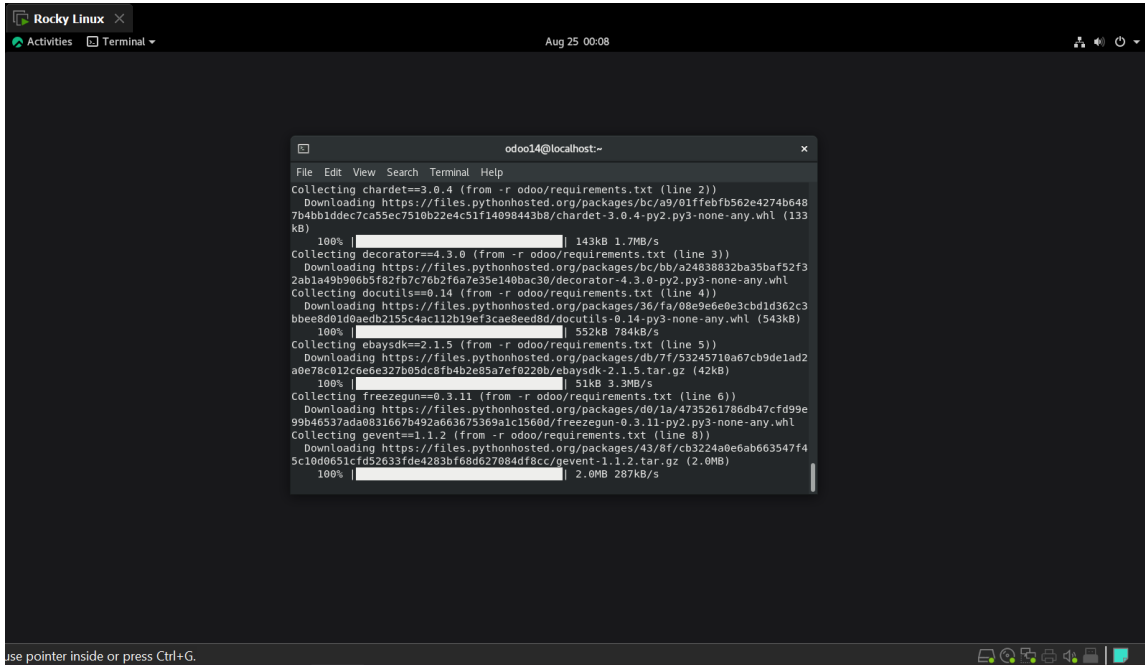 Rocky Linux
Activities Terminal Aug 25 00:08
odoo14@localhost:~
File Edit View Search Terminal Help
Collecting chardet==3.0.4 (from -r odoo/requirements.txt (line 2))
Downloading https://files.pythonhosted.org/packages/bc/a9/01ffebfb562e4274b648
7b4bb1ddec7ca55ec7510b22e4c51f14098443b8/chardet-3.0.4-py2.py3-none-any.whl (133
kB)
100% | | 143kB 1.7MB/s
Collecting decorator==4.3.0 (from -r odoo/requirements.txt (line 3))
Downloading https://files.pythonhosted.org/packages/bc/bb/a24838832ba35baf52f3
2ab1a49b906b5f82fb7c76b2f6a7e35e140bac30/decorator-4.3.0-py2.py3-none-any.whl
Collecting docutils==0.14 (from -r odoo/requirements.txt (line 4))
Downloading https://files.pythonhosted.org/packages/36/fa/08e9e6e0e3cbd1d362c3
bbee8d01d0aedb2155c4ac112b19ef3cae8eed8d/docutils-0.14-py3-none-any.whl (543kB)
100% | | 552kB 784kB/s
Collecting ebaysdk==2.1.5 (from -r odoo/requirements.txt (line 5))
Downloading https://files.pythonhosted.org/packages/db/7f/53245710a67cb9de1ad2
a0e78c012c6e6e327b05dc8fb4b2e85a7ef0220b/ebaysdk-2.1.5.tar.gz (42kB)
100% | | 51kB 3.3MB/s
Collecting freezegun==0.3.11 (from -r odoo/requirements.txt (line 6))
Downloading https://files.pythonhosted.org/packages/d0/1a/4735261786db47cfd99e
99b46537ada0831667b492a663675369a1c1560d/freezegun-0.3.11-py2.py3-none-any.whl
Collecting gevent==1.1.2 (from -r odoo/requirements.txt (line 8))
Downloading https://files.pythonhosted.org/packages/43/8f/cb3224a0e6ab663547f4
5c10d0651cfd52633fde4283bf68d627084df8cc/gevent-1.1.2.tar.gz (2.0MB)
100% | | 2.0MB 287kB/s
use pointer inside or press Ctrl+G.